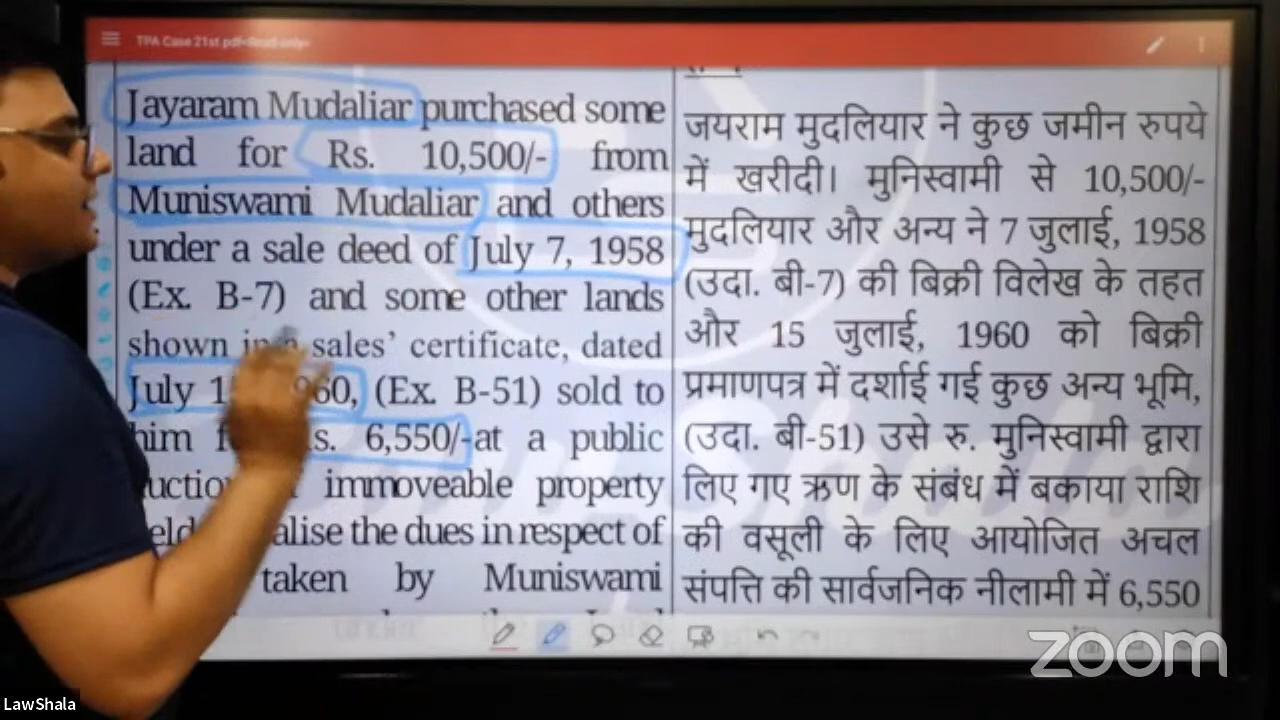 TPA Case 21st.pdf
Jayaram Mudaliar purchased some
land for Rs. 10,500/- from
Muniswami Mudaliar and others
under a sale deed of July 7, 1958
(Ex. B-7) and some other lands
shown in sales’ certificate, dated
July 1 60, (Ex. B-51) sold to
him 6,550/-at a public
immoveable property
the dues in respect of
taken by Muniswami
जयराम मुदलियार ने कुछ जमीन रुपये
में खरीदी। मुनिस्वामी से 10,500/-
मुदलियार और अन्य ने 7 जुलाई, 1958
(उदा. बी-7) की बिक्री विलेख के तहत
और 15 जुलाई, 1960 को बिक्री
प्रमाणपत्र में दर्शाई गई कुछ अन्य भूमि,
(उदा. बी-51) उसे रु. मुनिस्वामी द्वारा
लिए गए ऋण के संबंध में बकाया राशि
की वसूली के लिए आयोजित अचल
संपत्ति की सार्वजनिक नीलामी में 6,550
zoom
LawShala